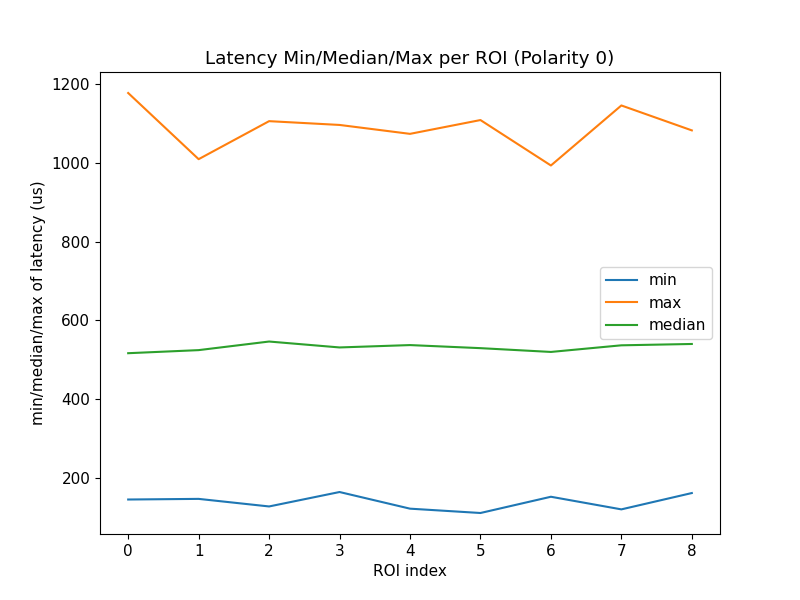 Latency Min/Median/Max per ROI (Polarity 0)
min/median/max of latency (us)
1200
1000
800
600
400
200
min
max
median
0 1 2 3 4 5 6 7 8
ROI index